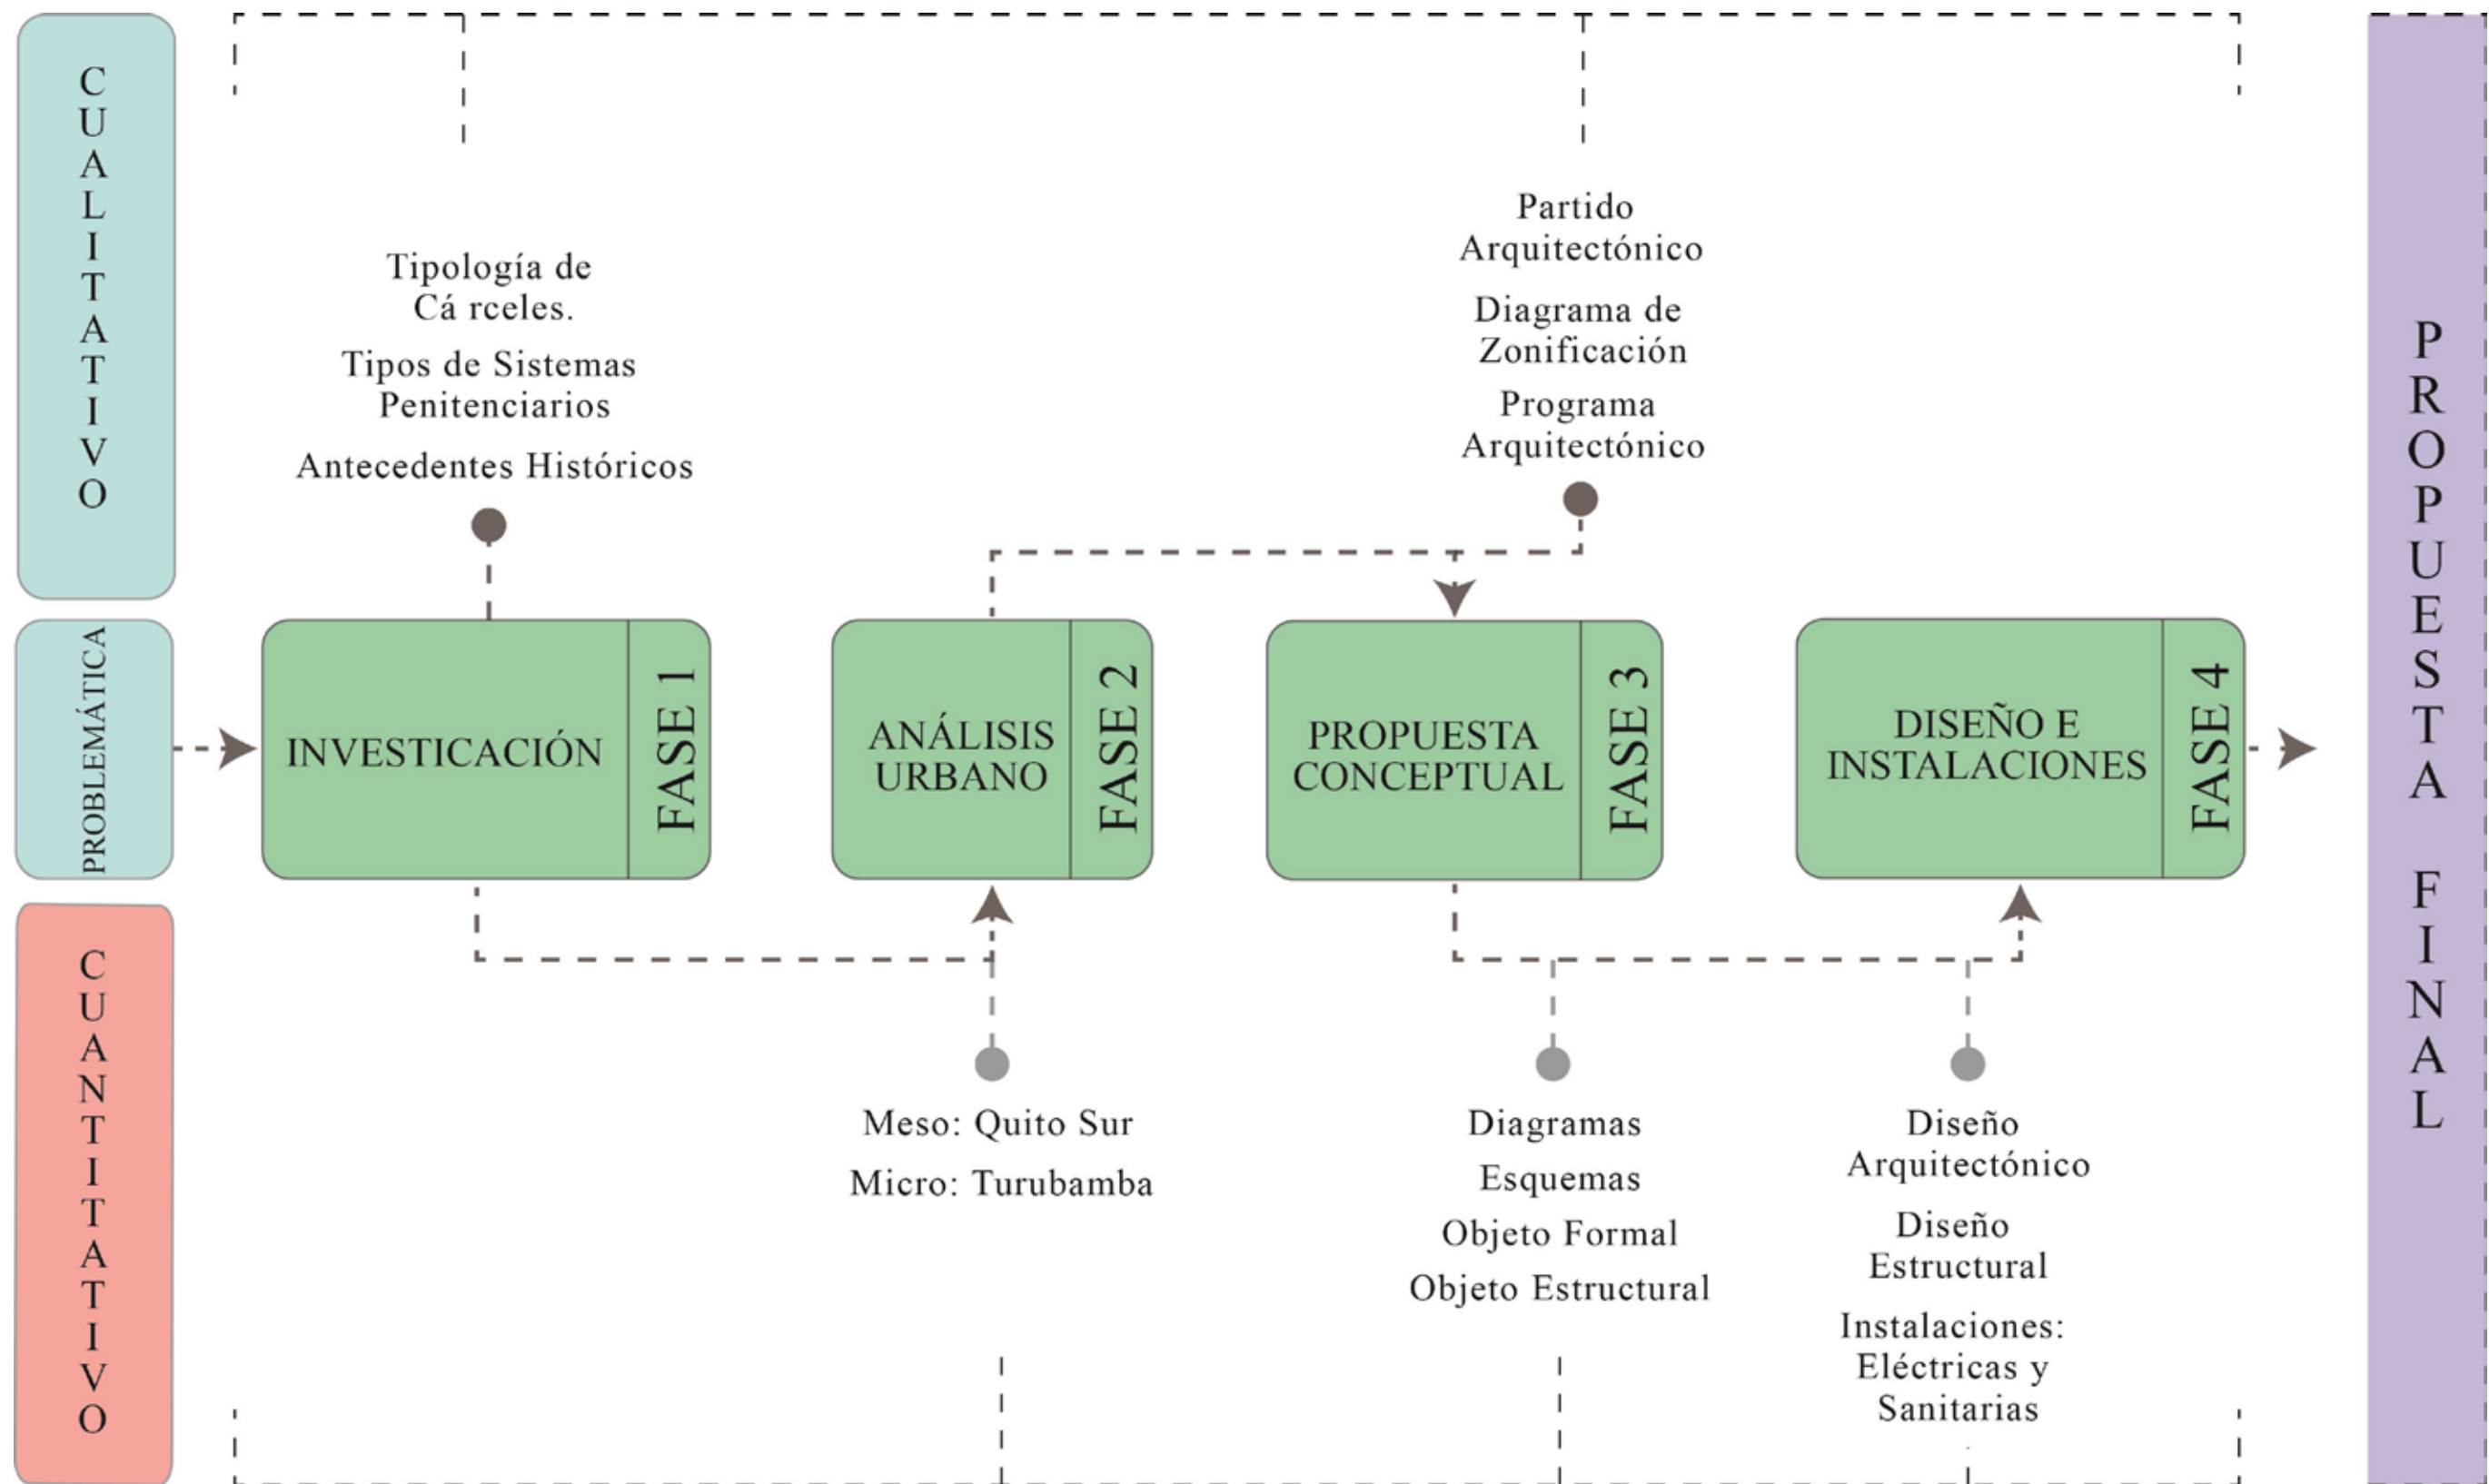 CUALITATIVO
PROBLEMÁTICA
CUANTITATIVO
Tipología de
Cá rceles.
Tipos de Sistemas
Penitenciarios
Antecedentes Históricos
Partido
Arquitectónico
Diagrama de
Zonificación
Programa
Arquitectónico
INVESTICACIÓN
FASE 1
ANÁLISIS
URBANO
FASE 2
PROPUESTA
CONCEPTUAL
FASE 3
DISEÑO E
INSTALACIONES
FASE 4
Meso: Quito Sur
Micro: Turubamba
Diagramas
Esquemas
Objeto Formal
Objeto Estructural
Diseño
Arquitectónico
Diseño
Estructural
Instalaciones:
Eléctricas y
Sanitarias
PROPUESTA FINAL